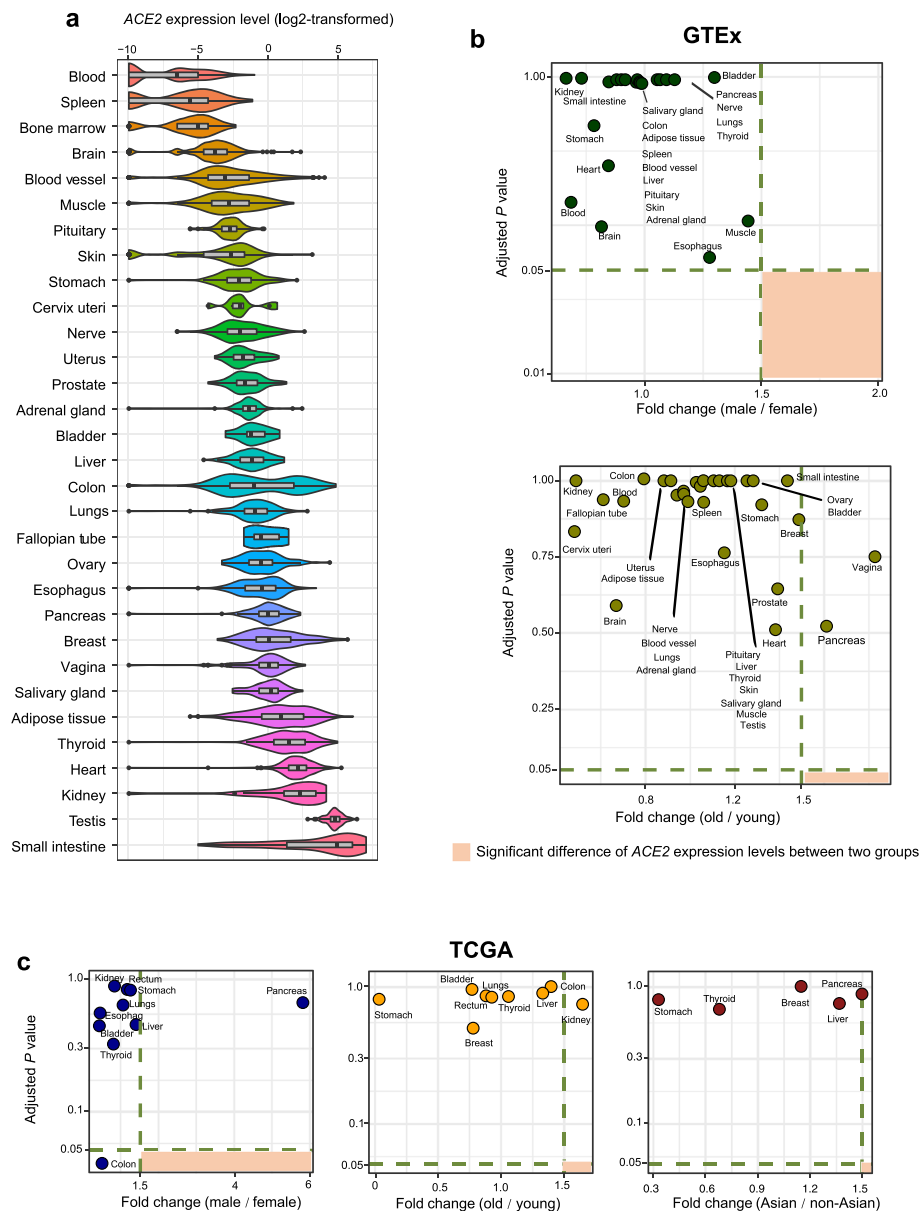 a
ACE2 expression level (log2-transformed)
−10 −5 0 5
Blood
Spleen
Bone marrow
Brain
Blood vessel
Muscle
Pituitary
Skin
Stomach
Cervix uteri
Nerve
Uterus
Prostate
Adrenal gland
Bladder
Liver
Colon
Lungs
Fallopian tube
Ovary
Esophagus
Pancreas
Breast
Vagina
Salivary gland
Adipose tissue
Thyroid
Heart
Kidney
Testis
Small intestine
b
GTEx
Adjusted P value
1.00
0.05
0.01
Kidney
Small intestine
Bladder
Pancreas
Nerve
Lungs
Thyroid
Salivary gland
Colon
Adipose tissue
Spleen
Blood vessel
Liver
Pituitary
Skin
Adrenal gland
Stomach
Heart
Blood
Brain
Muscle
Esophagus
1.0 1.5 2.0
Fold change (male / female)
Adjusted P value
1.00
0.75
0.50
0.25
0.05
Kidney
Colon
Small intestine
Fallopian tube
Blood
Spleen
Stomach
Ovary
Bladder
Breast
Cervix uteri
Uterus
Adipose tissue
Esophagus
Vagina
Brain
Prostate
Heart
Pancreas
Nerve
Blood vessel
Lungs
Adrenal gland
Pituitary
Liver
Thyroid
Skin
Salivary gland
Muscle
Testis
0.8 1.2 1.5
Fold change (old / young)
Significant difference of ACE2 expression levels between two groups
c
TCGA
Adjusted P value
1.0
0.3
0.1
0.05
Kidney
Rectum
Stomach
Lungs
Esophag
Bladder
Liver
Thyroid
Pancreas
Colon
1.5 4 6
Fold change (male / female)
1.0
0.3
0.1
0.05
Stomach
Bladder
Lungs
Rectum
Thyroid
Breast
Liver
Colon
Kidney
0 0.5 1.0 1.5
Fold change (old / young)
1.0
0.3
0.1
0.05
Stomach
Thyroid
Breast
Pancreas
Liver
0.3 0.6 0.9 1.2 1.5
Fold change (Asian / non-Asian)